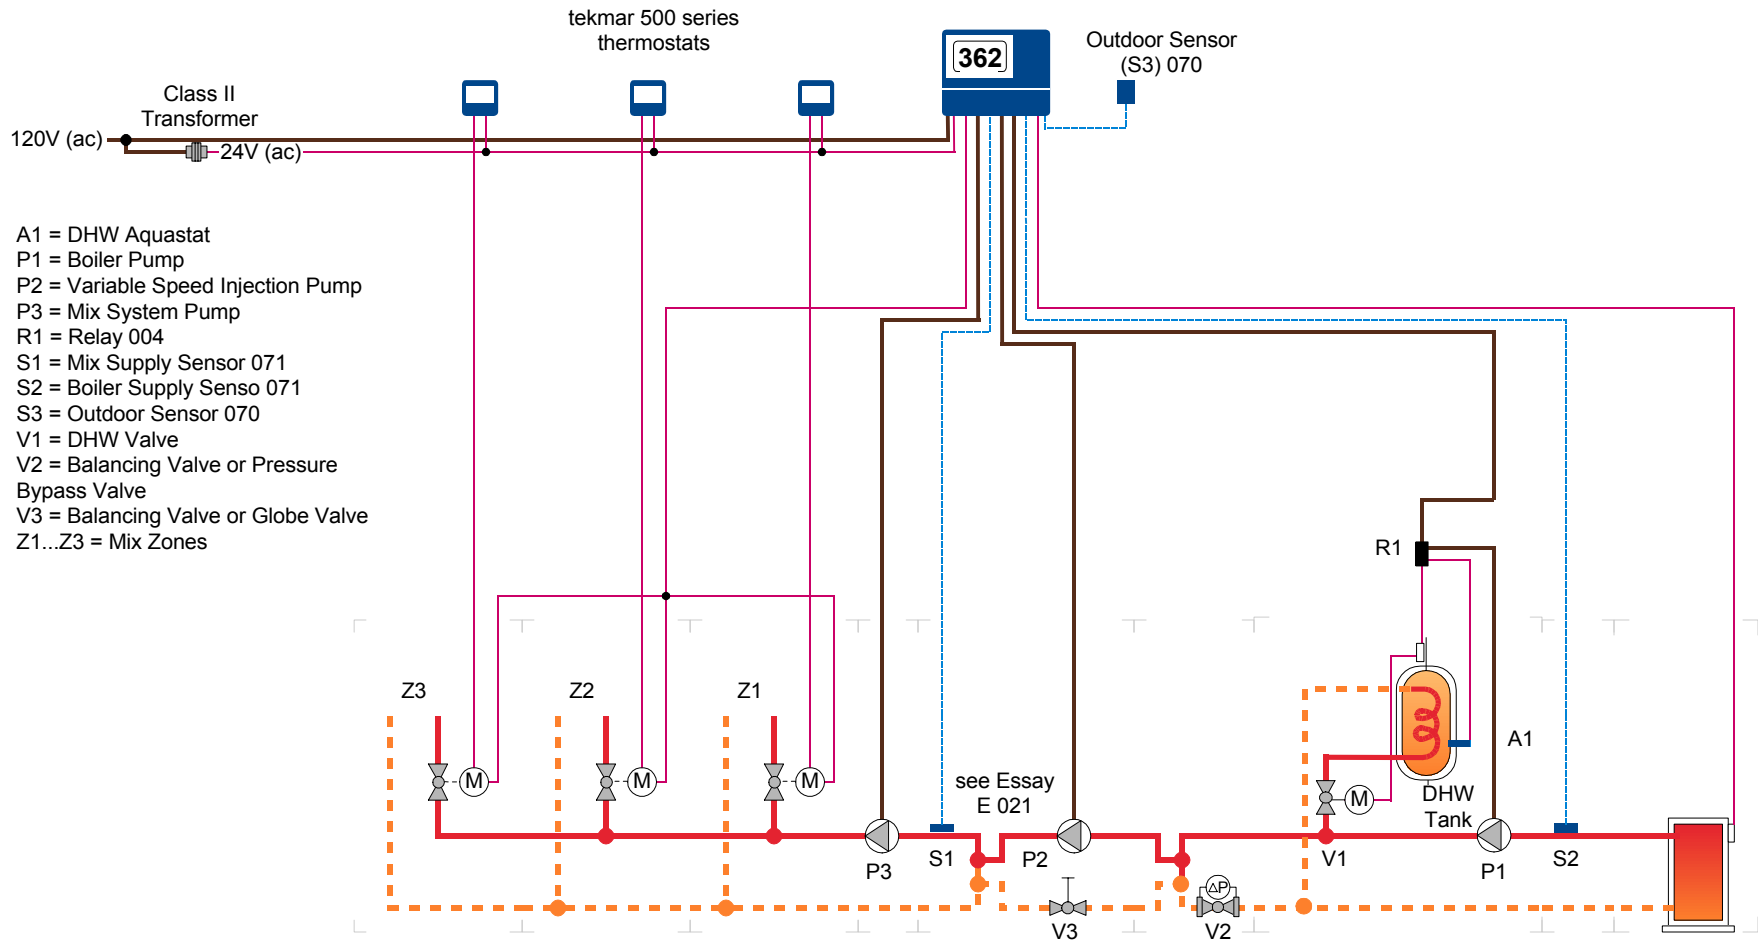 tekmar 500 series
thermostats
362
Outdoor Sensor
(S3) 070
Class II
Transformer
120V (ac)
24V (ac)
A1 = DHW Aquastat
P1 = Boiler Pump
P2 = Variable Speed Injection Pump
P3 = Mix System Pump
R1 = Relay 004
S1 = Mix Supply Sensor 071
S2 = Boiler Supply Senso 071
S3 = Outdoor Sensor 070
V1 = DHW Valve
V2 = Balancing Valve or Pressure
Bypass Valve
V3 = Balancing Valve or Globe Valve
Z1...Z3 = Mix Zones
R1
Z3
Z2
Z1
A1
M
M
M
see Essay
E 021
M
DHW
Tank
P3
S1
P2
V1
P1
S2
ΔP
V3
V2